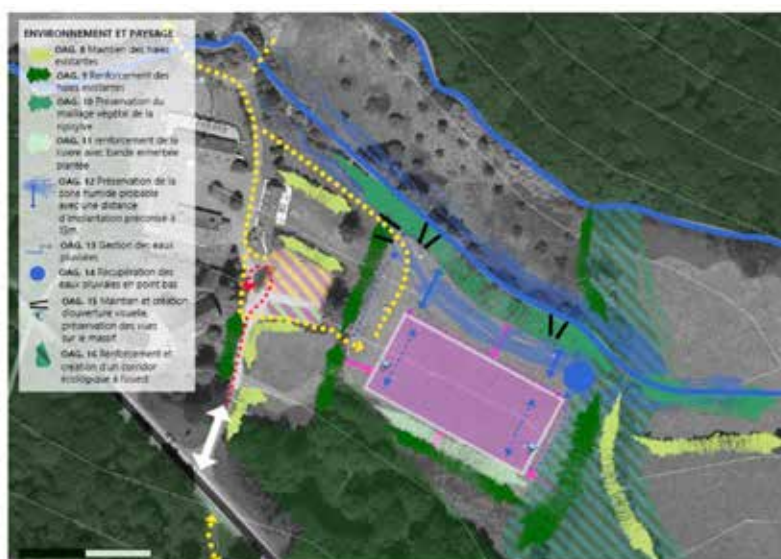 ENVIRONNEMENT ET PAYSAGE
OAG. 8 Maintien des haies
existantes
OAG. 9 Renforcement des
haies existantes
OAG. 10 Préservation du
maillage végétal de la
ripisylve
OAG. 11 renforcement de la
lisière avec bande enherbée
plantée
OAG. 12 Préservation de la
zone humide probable
avec une distance
d'implantation préconisé à
OAG. 13 Gestion des eaux
pluviales
OAG. 14 Récupération des
eaux pluviales en point bas
OAG. 15 Maintien et création
d'ouverture visuelle,
préservation des vues
sur le massif
OAG. 16 Renforcement et
création d'un corridor
écologique à l'ouest